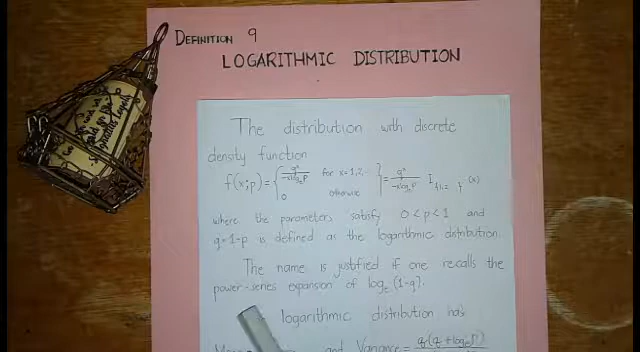 DEFINITION 9
LOGARITHMIC DISTRIBUTION
The distribution with discrete
density function
f(x;p) = { q^x / -x log_e p for x=1,2, ... ; 0 otherwise } = q^x / -x log_e p I{1,2, ... }(x)
where the parameters satisfy 0 < p < 1 and
q=1-p is defined as the logarithmic distribution.
The name is justified if one recalls the
power-series expansion of log_e (1-q).
logarithmic distribution has
and Variance = q(q + log_e p)